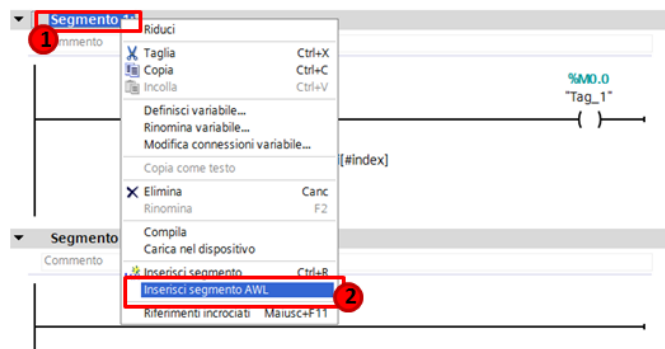 Segmento
1
Commento
Riduci
Taglia Ctrl+X
Copia Ctrl+C
Incolla Ctrl+V
Definisci variabile...
Rinomina variabile...
Modifica connessioni variabile...
Copia come testo
Elimina Canc
Rinomina F2
Compila
Carica nel dispositivo
Inserisci segmento Ctrl+R
Inserisci segmento AWL
2
Riferimenti incrociati Maiusc+F11
%M0.0
"Tag_1"
[#index]
Segmento
Commento